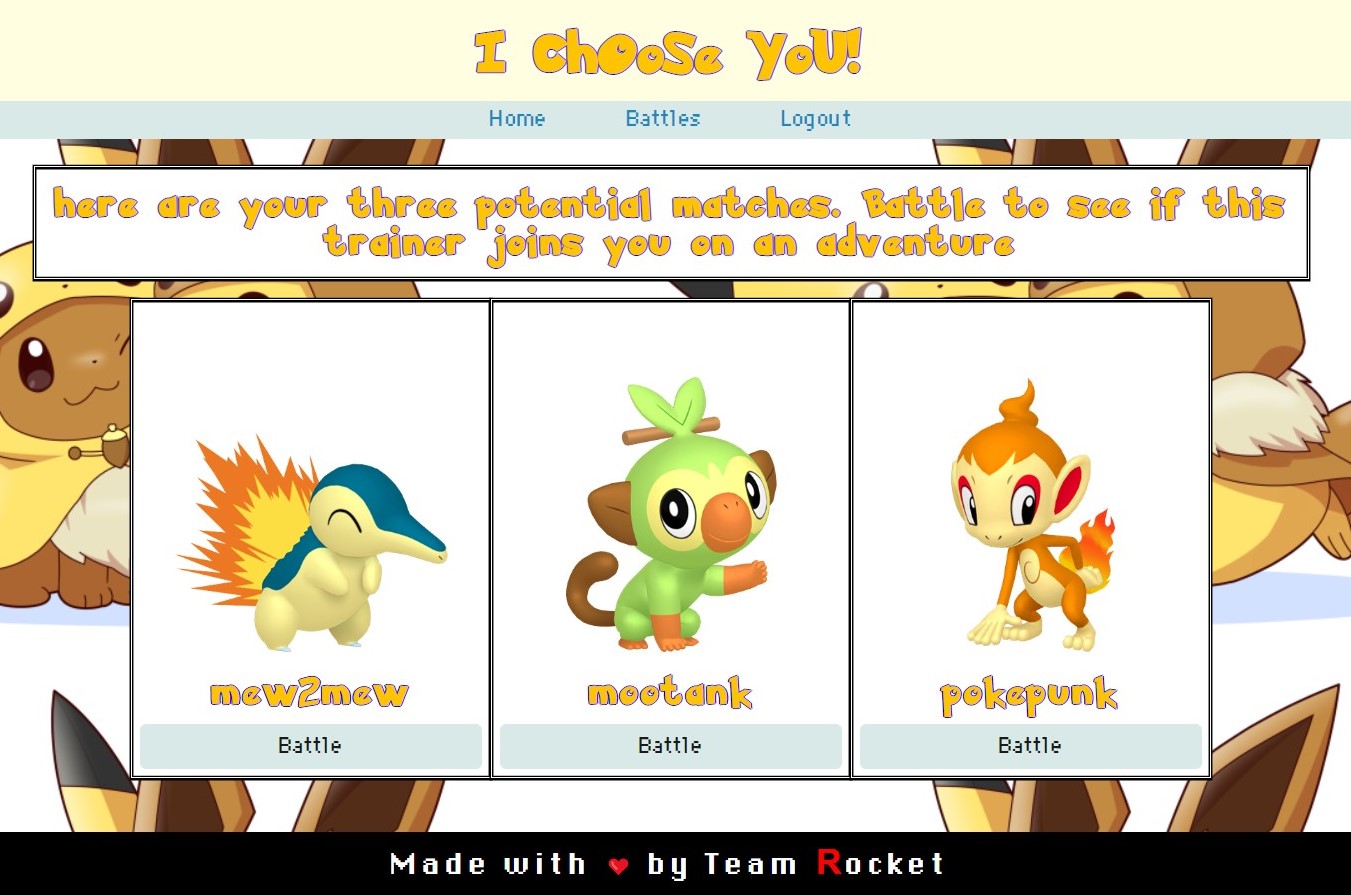 I ChOoSe YoU!
Home Battles Logout
here are your three potential matches. Battle to see if this
trainer joins you on an adventure
mew2mew mootank pokepunk
Battle Battle Battle
Made with ❤ by Team Rocket